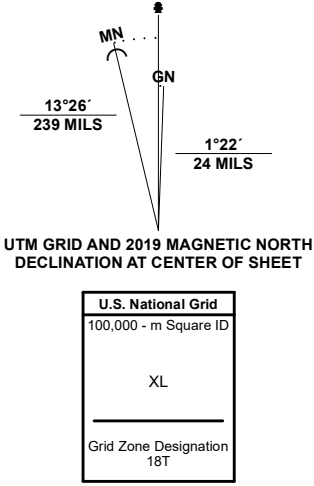 MN
GN
13°26´
239 MILS
1°22´
24 MILS
UTM GRID AND 2019 MAGNETIC NORTH
DECLINATION AT CENTER OF SHEET
U.S. National Grid
100,000 - m Square ID
XL
Grid Zone Designation
18T